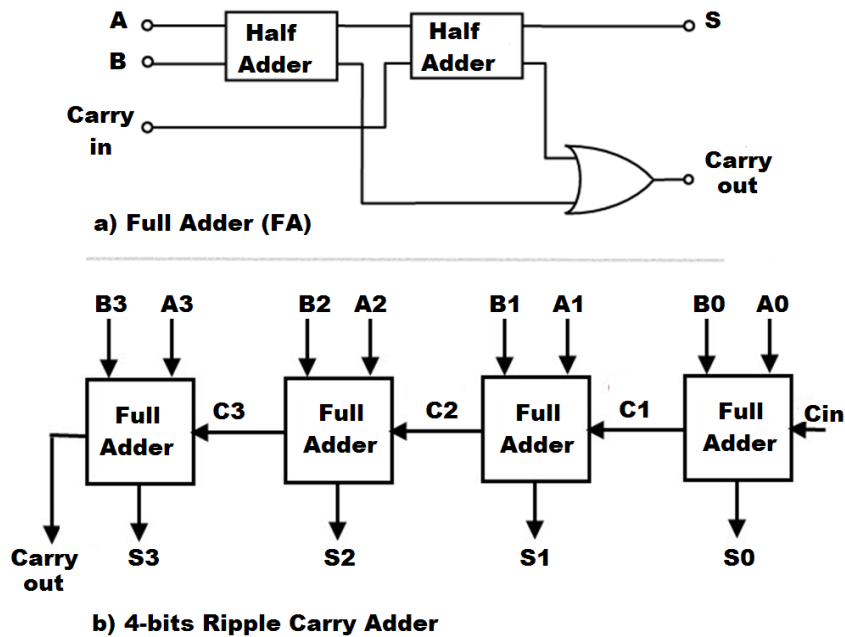 A
B
Carry
in
Half
Adder
Half
Adder
S
Carry
out
a) Full Adder (FA)
B3 A3 B2 A2 B1 A1 B0 A0
Full
Adder
C3
Full
Adder
C2
Full
Adder
C1
Full
Adder
Cin
Carry
out
S3 S2 S1 S0
b) 4-bits Ripple Carry Adder